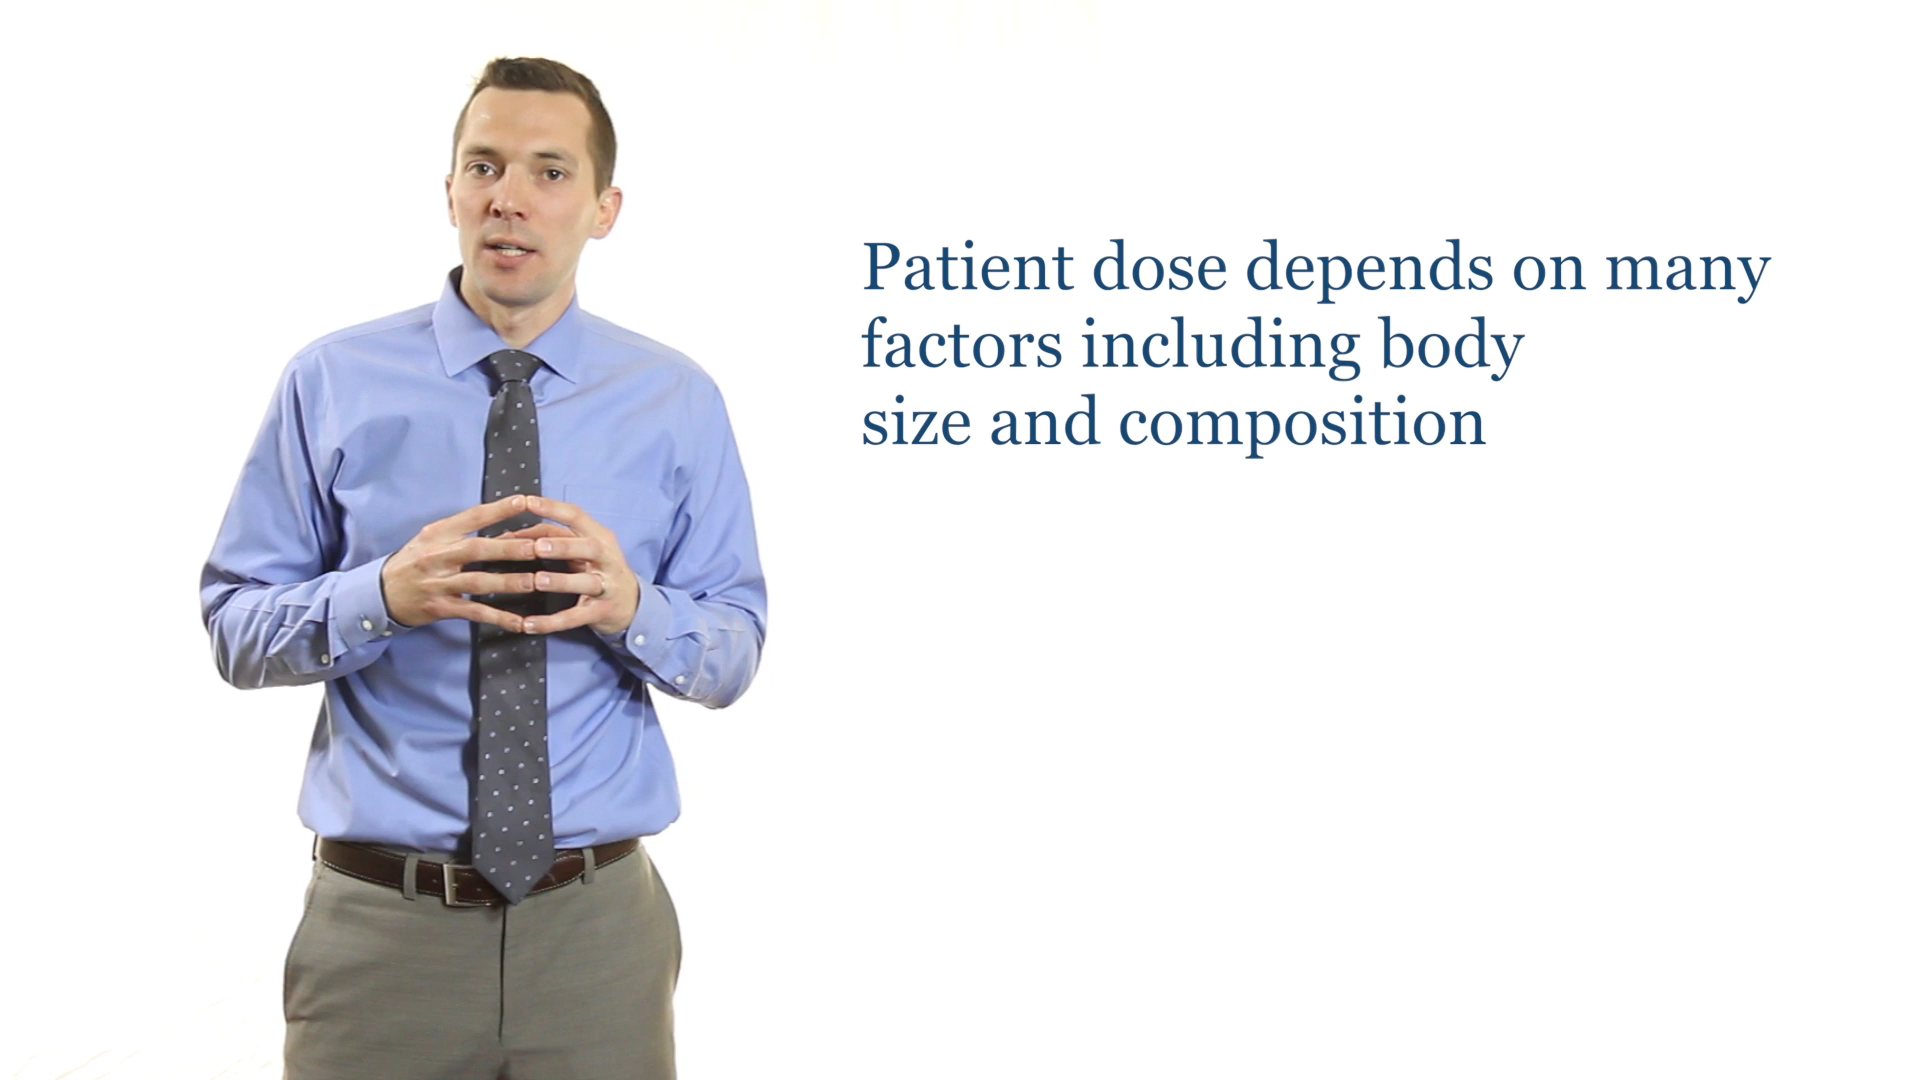 Patient dose depends on many
factors including body
size and composition